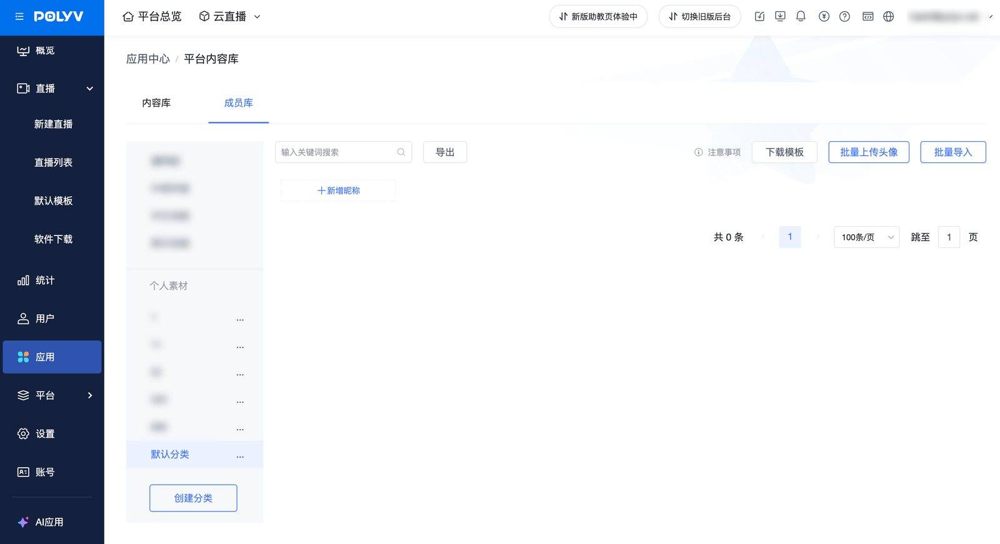 POLYV
平台总览
云直播
新版助教页体验中
切换旧版后台
概览
直播
新建直播
直播列表
默认模板
软件下载
统计
用户
应用
平台
设置
账号
AI应用
应用中心 / 平台内容库
内容库
成员库
个人素材
...
...
...
...
...
默认分类 ...
创建分类
输入关键词搜索
导出
注意事项
下载模板
批量上传头像
批量导入
+新增昵称
共 0 条
1
100条/页
跳至 1 页